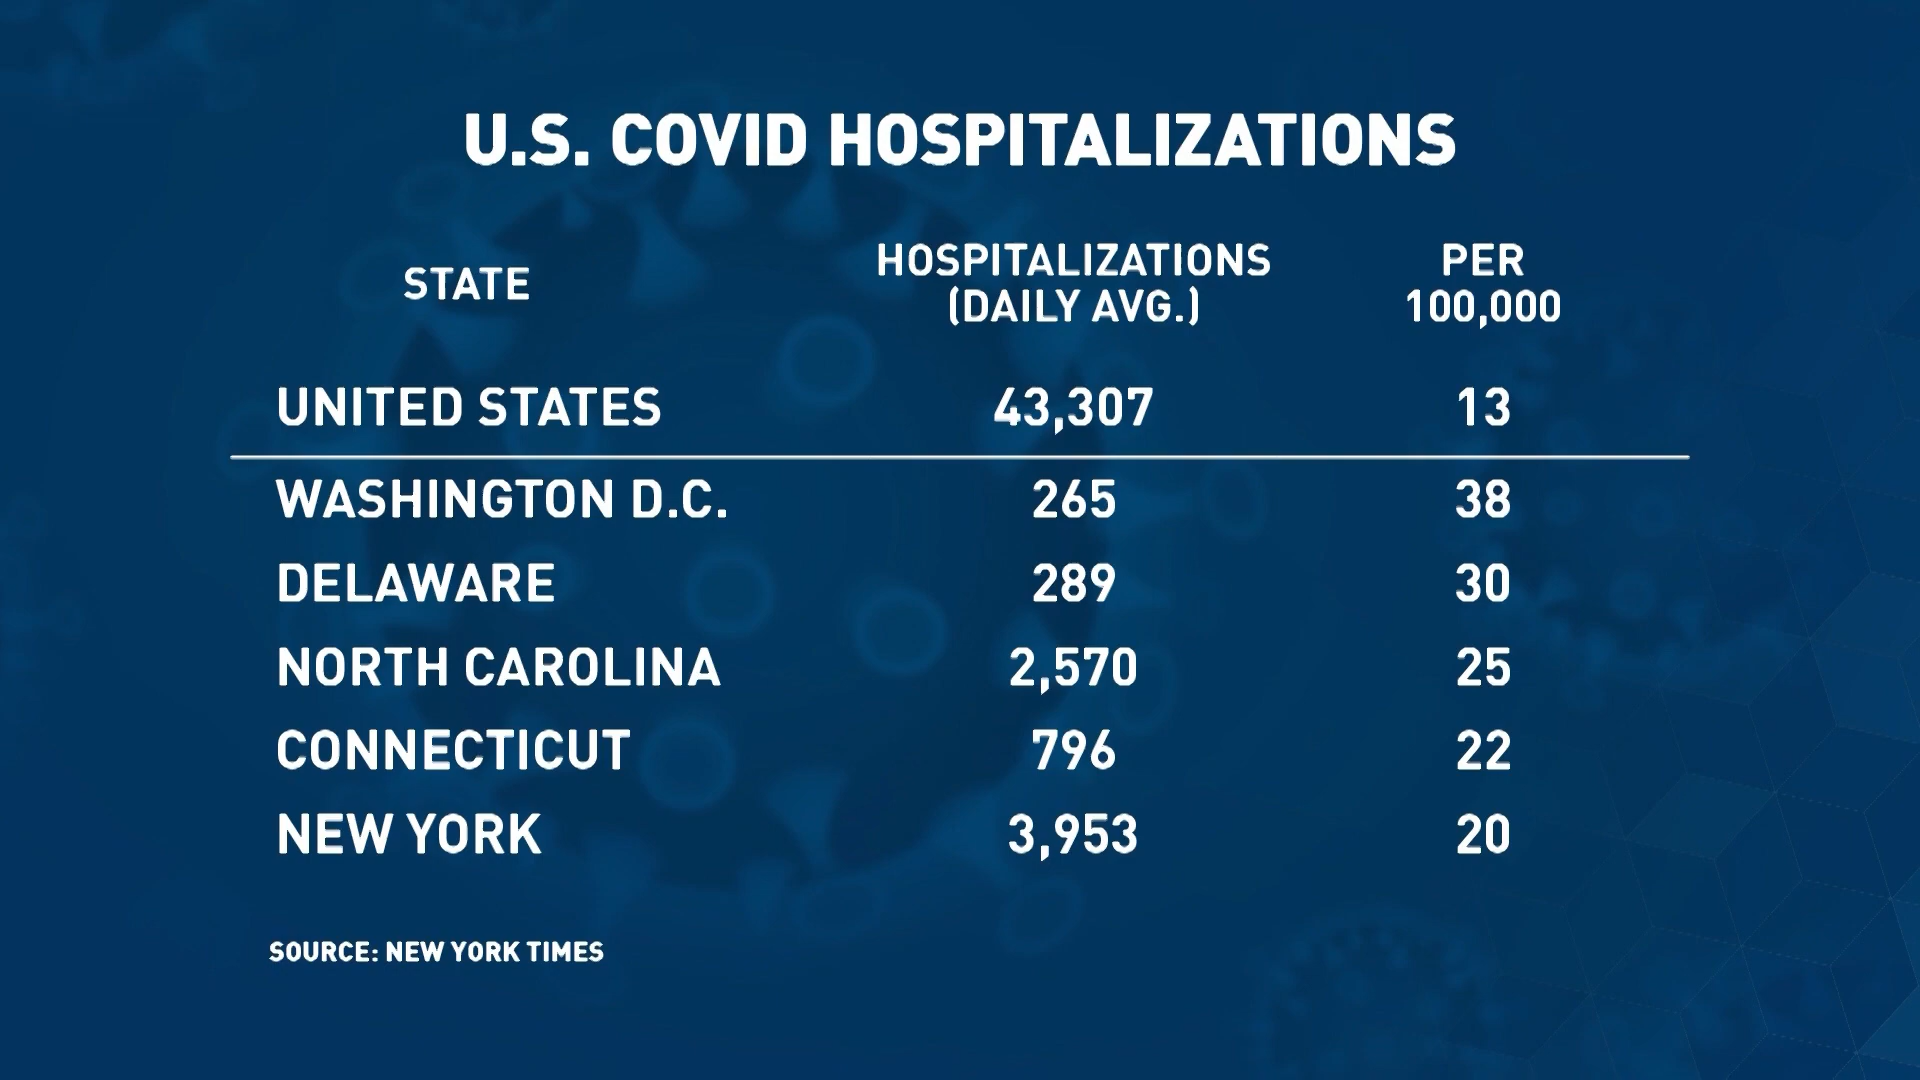 U.S. COVID HOSPITALIZATIONS
STATE
HOSPITALIZATIONS
(DAILY AVG.)
PER
100,000
UNITED STATES 43,307 13
WASHINGTON D.C. 265 38
DELAWARE 289 30
NORTH CAROLINA 2,570 25
CONNECTICUT 796 22
NEW YORK 3,953 20
SOURCE: NEW YORK TIMES